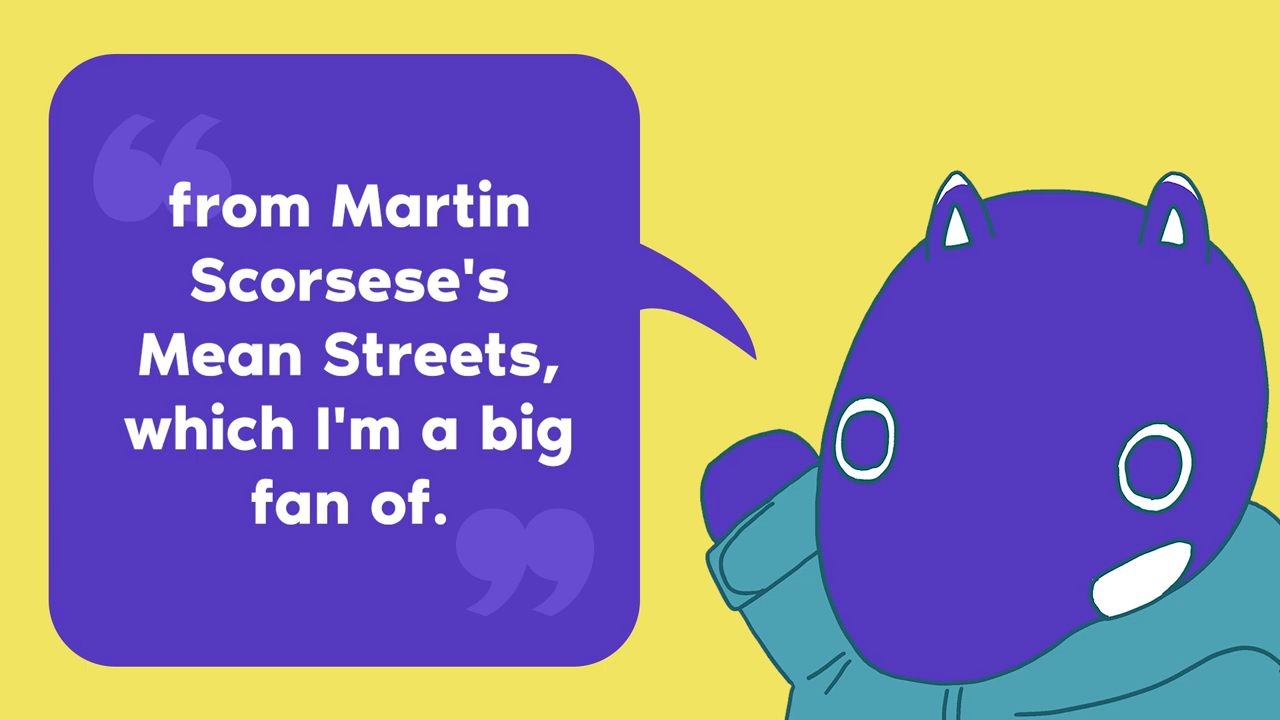 from Martin
Scorsese's
Mean Streets,
which I'm a big
fan of.